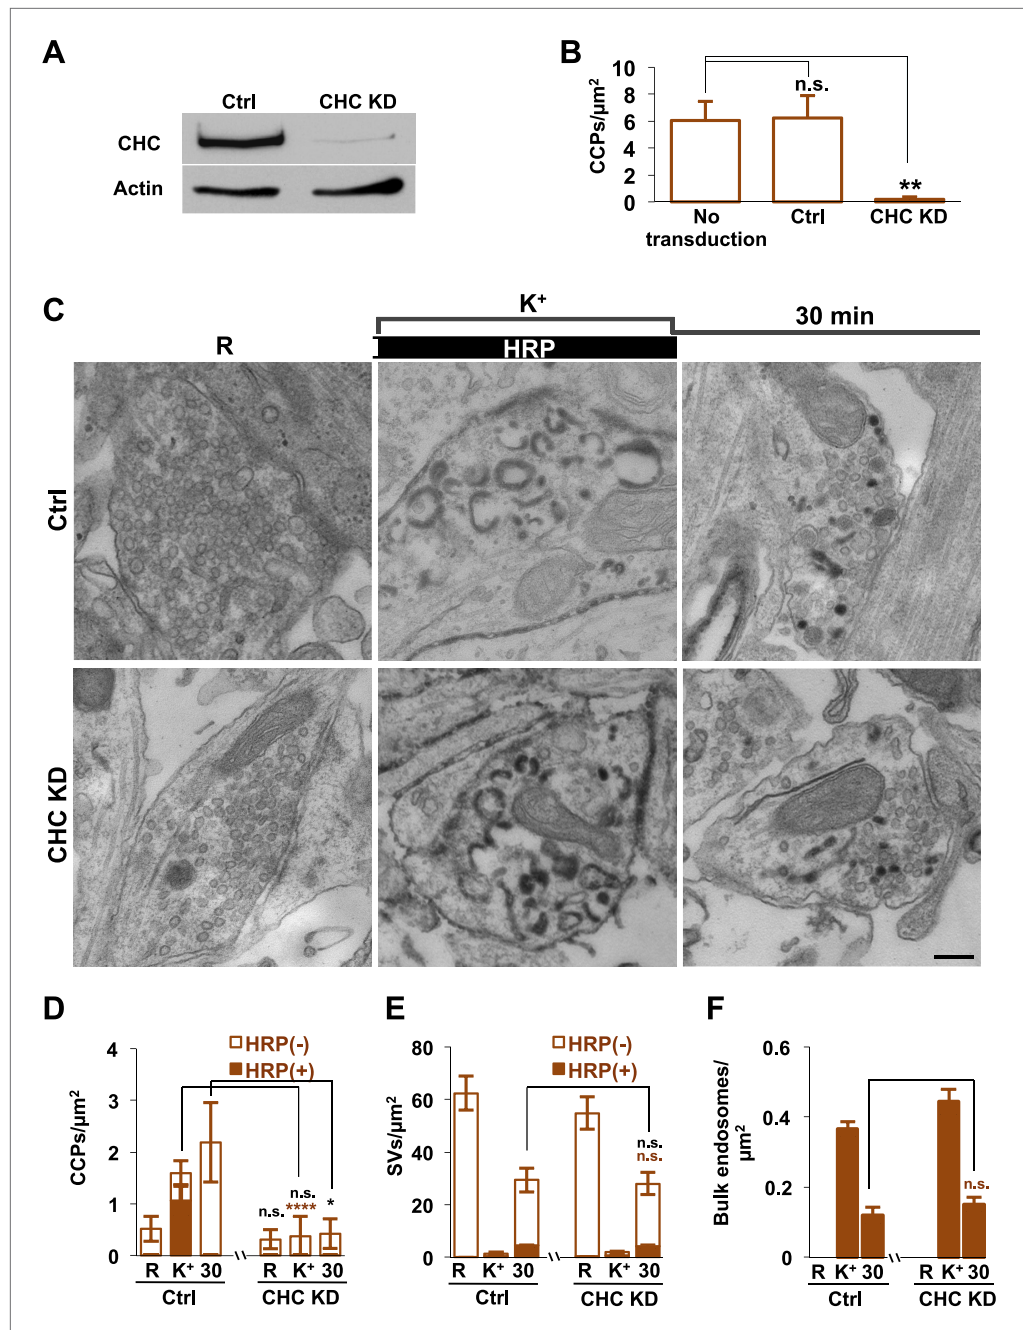 A
Ctrl CHC KD
CHC
Actin
B
CCPs/µm²
10
8
6
4
2
0
n.s.
**
No transduction
Ctrl
CHC KD
C
K⁺
30 min
R
HRP
Ctrl
CHC KD
D
CCPs/µm²
4
3
2
1
0
HRP(-)
HRP(+)
n.s.
n.s.
****
*
R K⁺ 30
R K⁺ 30
Ctrl
CHC KD
E
SVs/µm²
80
60
40
20
0
HRP(-)
HRP(+)
n.s.
n.s.
R K⁺ 30
R K⁺ 30
Ctrl
CHC KD
F
Bulk endosomes/
µm²
0.6
0.4
0.2
0
n.s.
R K⁺ 30
R K⁺ 30
Ctrl
CHC KD